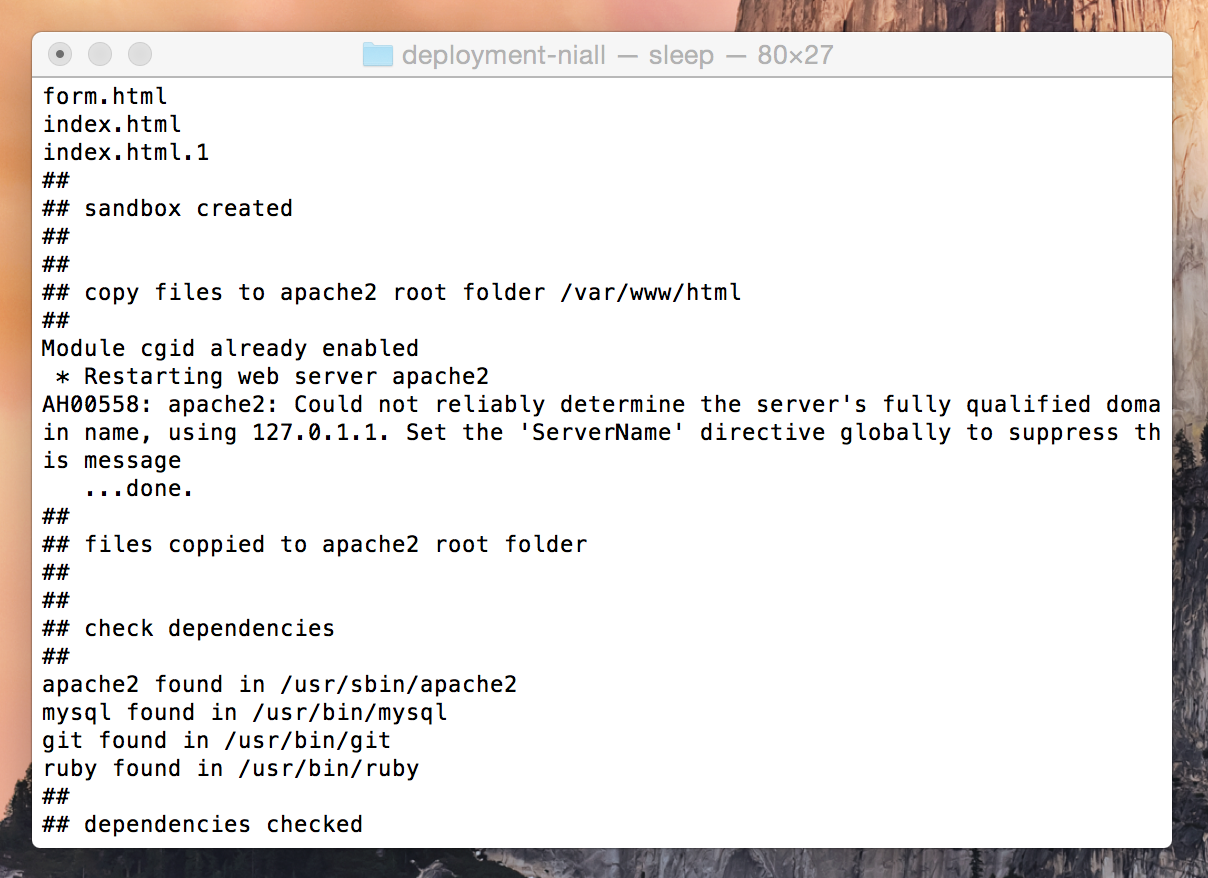 deployment-niall — sleep — 80×27
form.html
index.html
index.html.1
##
## sandbox created
##
##
## copy files to apache2 root folder /var/www/html
##
Module cgid already enabled
 * Restarting web server apache2
AH00558: apache2: Could not reliably determine the server's fully qualified doma
in name, using 127.0.1.1. Set the 'ServerName' directive globally to suppress th
is message
   ...done.
##
## files coppied to apache2 root folder
##
##
## check dependencies
##
apache2 found in /usr/sbin/apache2
mysql found in /usr/bin/mysql
git found in /usr/bin/git
ruby found in /usr/bin/ruby
##
## dependencies checked